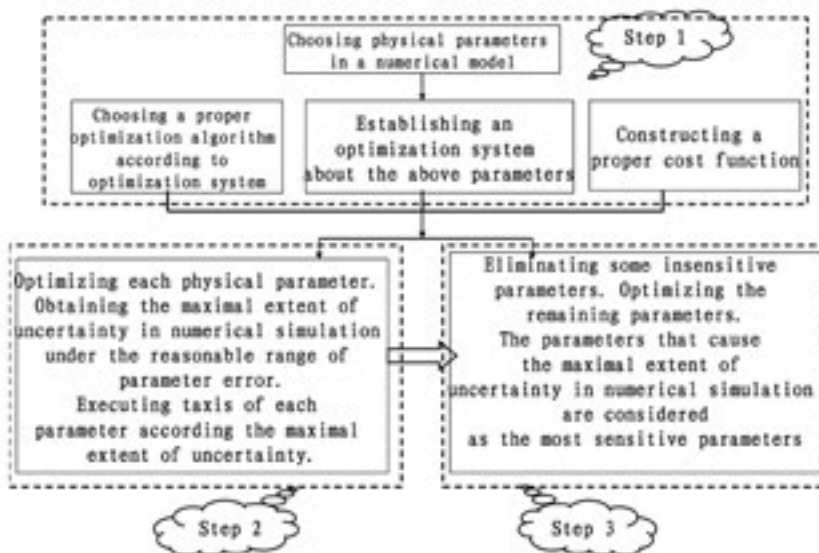 Choosing physical parameters
in a numerical model
Step 1
Choosing a proper
optimization algorithm
according to
optimization system
Establishing an
optimization system
about the above parameters
Constructing a
proper cost function
Optimizing each physical parameter.
Obtaining the maximal extent of
uncertainty in numerical simulation
under the reasonable range of
parameter error.
Executing taxis of each
parameter according the maximal
extent of uncertainty.
Eliminating some insensitive
parameters. Optimizing the
remaining parameters.
The parameters that cause
the maximal extent of
uncertainty in numerical simulation
are considered
as the most sensitive parameters
Step 2
Step 3